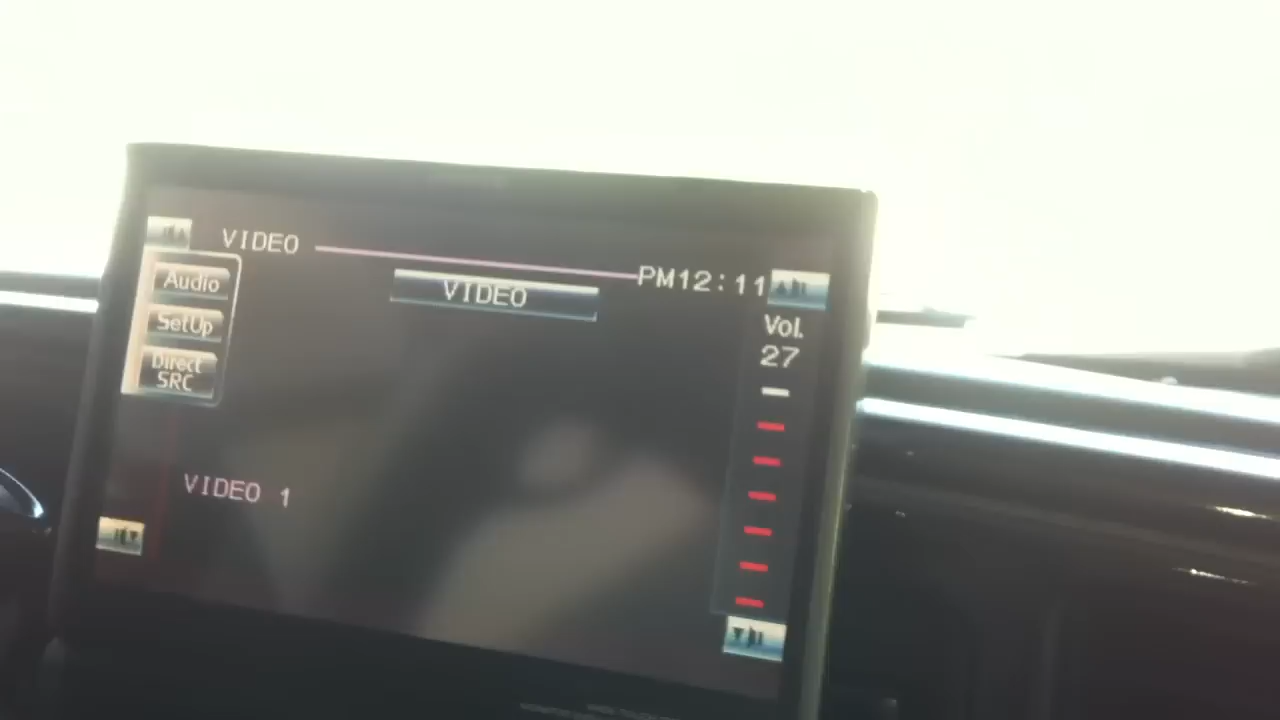 VIDEO
PM12:11
VIDEO
Audio
SetUp
Direct
SRC
Vol.
27
VIDEO 1